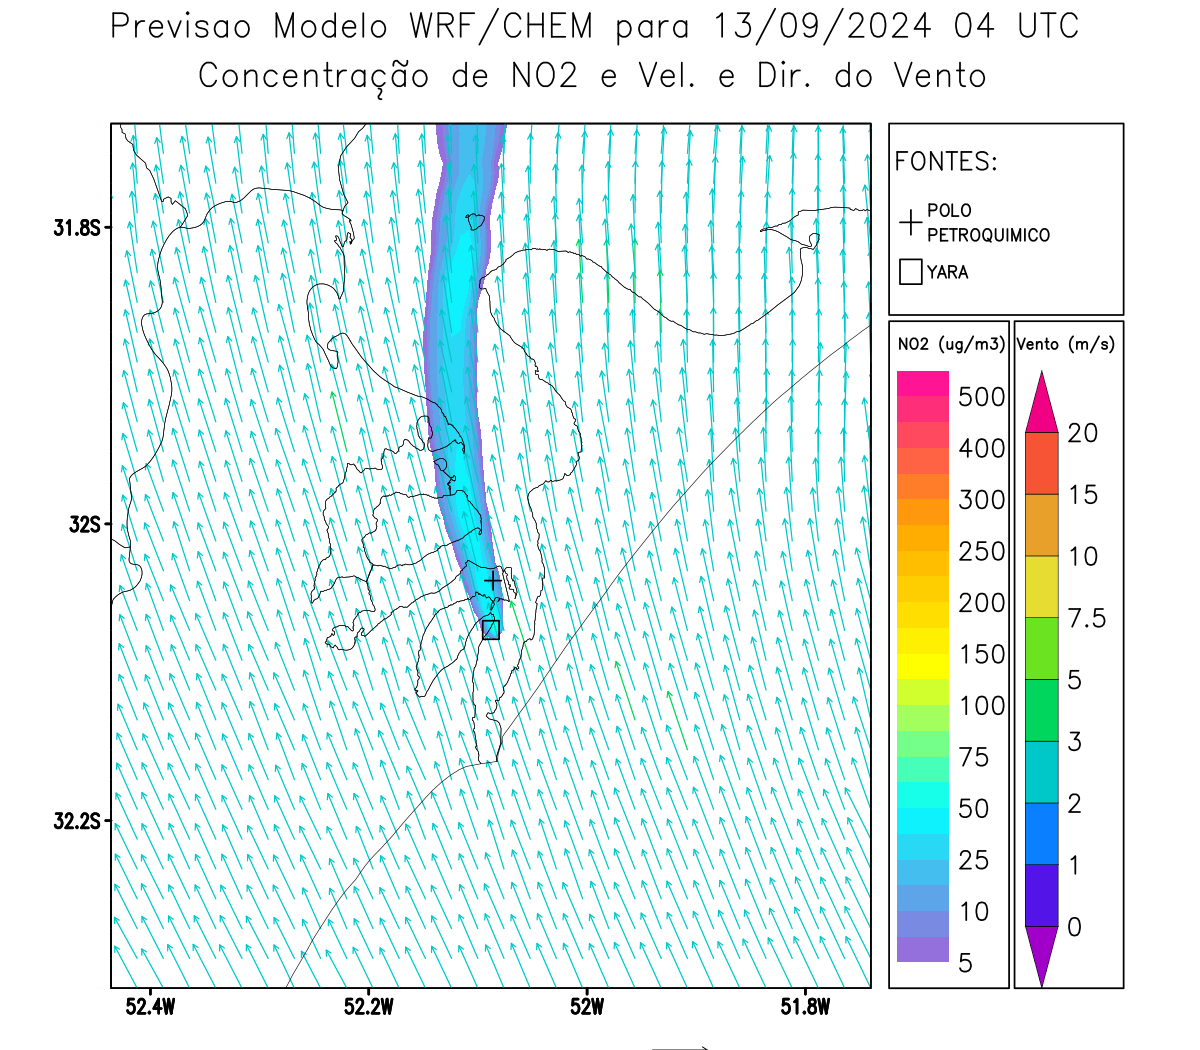 Previsao Modelo WRF/CHEM para 13/09/2024 04 UTC
Concentração de NO2 e Vel. e Dir. do Vento
FONTES:
POLO
PETROQUIMICO
YARA
NO2 (ug/m3)
500
400
300
250
200
150
100
75
50
25
10
5
Vento (m/s)
20
15
10
7.5
5
3
2
1
0
31.8S
32S
32.2S
52.4W
52.2W
52W
51.8W